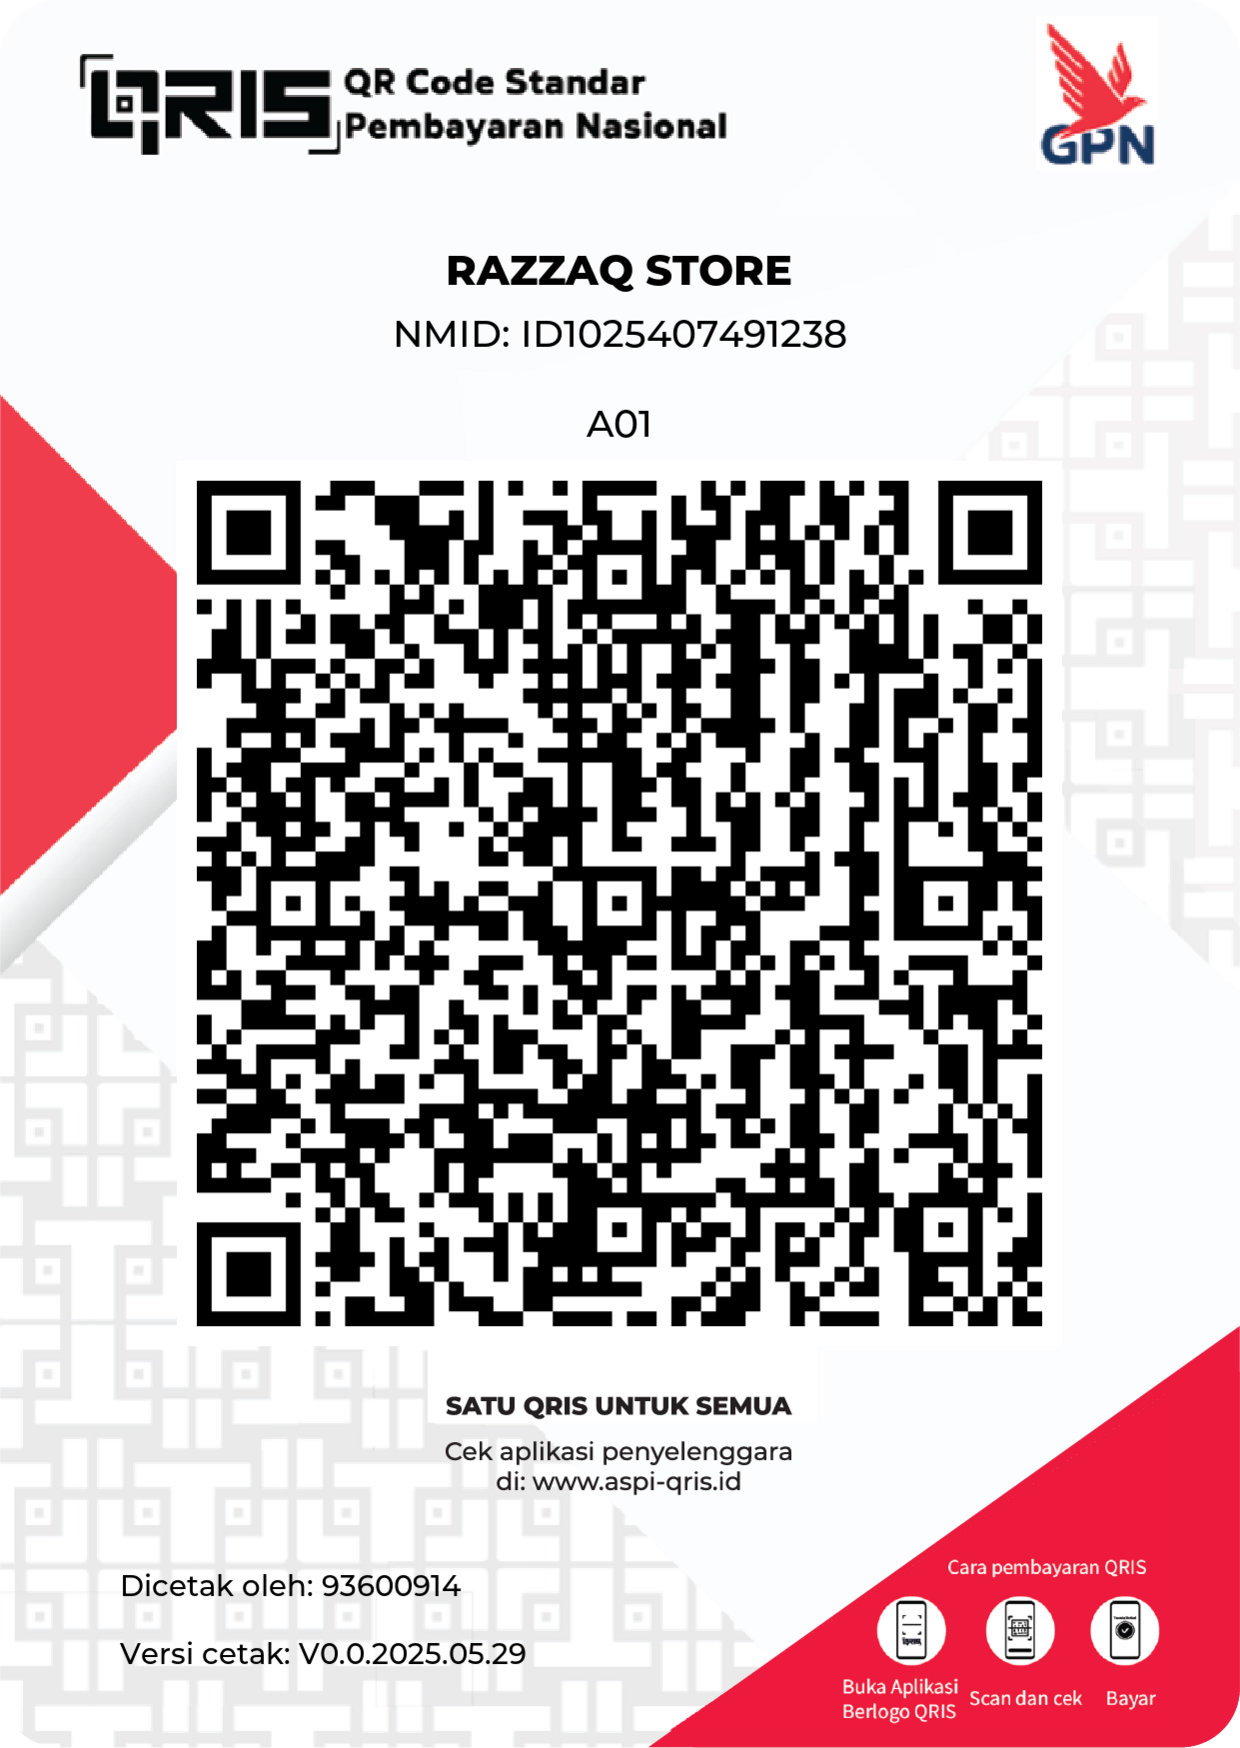 QRIS QR Code Standar
Pembayaran Nasional
GPN
RAZZAQ STORE
NMID: ID1025407491238
A01
SATU QRIS UNTUK SEMUA
Cek aplikasi penyelenggara
di: www.aspi-qris.id
Dicetak oleh: 93600914
Versi cetak: V0.0.2025.05.29
Cara pembayaran QRIS
Buka Aplikasi
Berlogo QRIS
Scan dan cek
Bayar